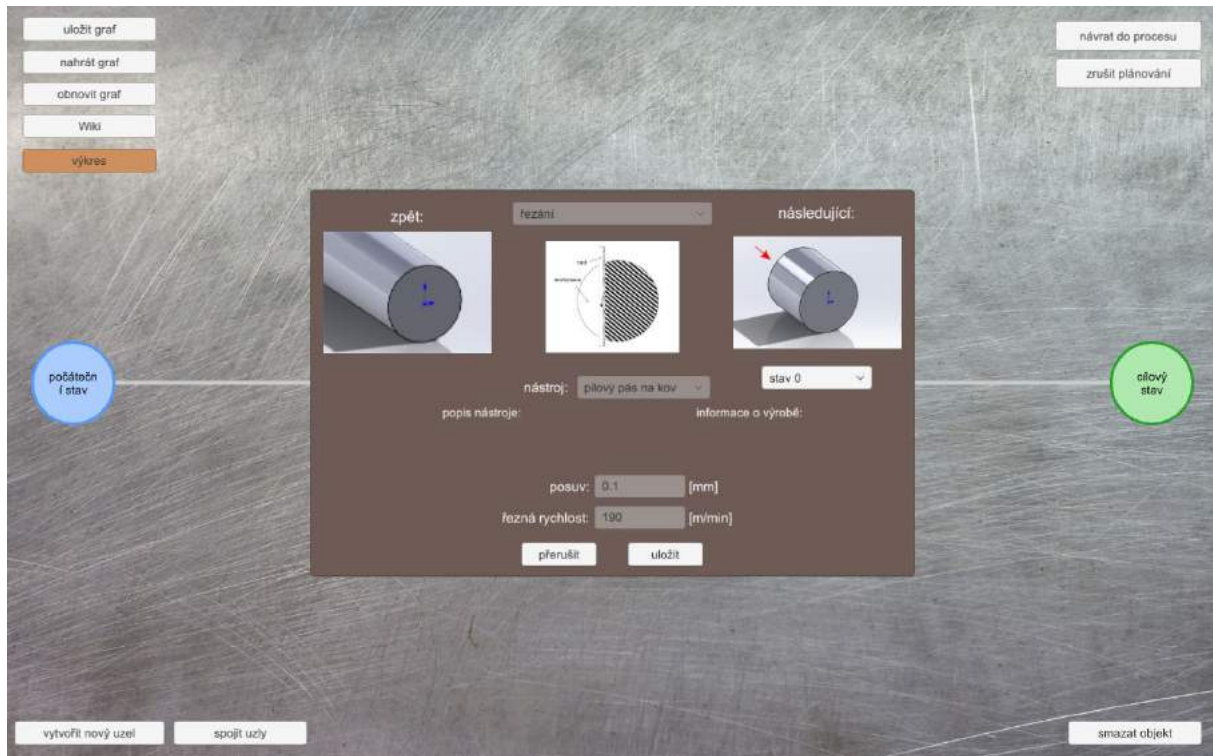 uložit graf
nahrát graf
obnovit graf
Wiki
výkres
návrat do procesu
zrušit plánování
zpět:
řezání
následující:
počátečn
í stav
cílový
stav
nástroj: pilový pás na kov
stav 0
popis nástroje:
informace o výrobě:
posuv: 0.1 [mm]
řezná rychlost: 190 [m/min]
přerušit
uložit
vytvořit nový uzel
spojit uzly
smazat objekt